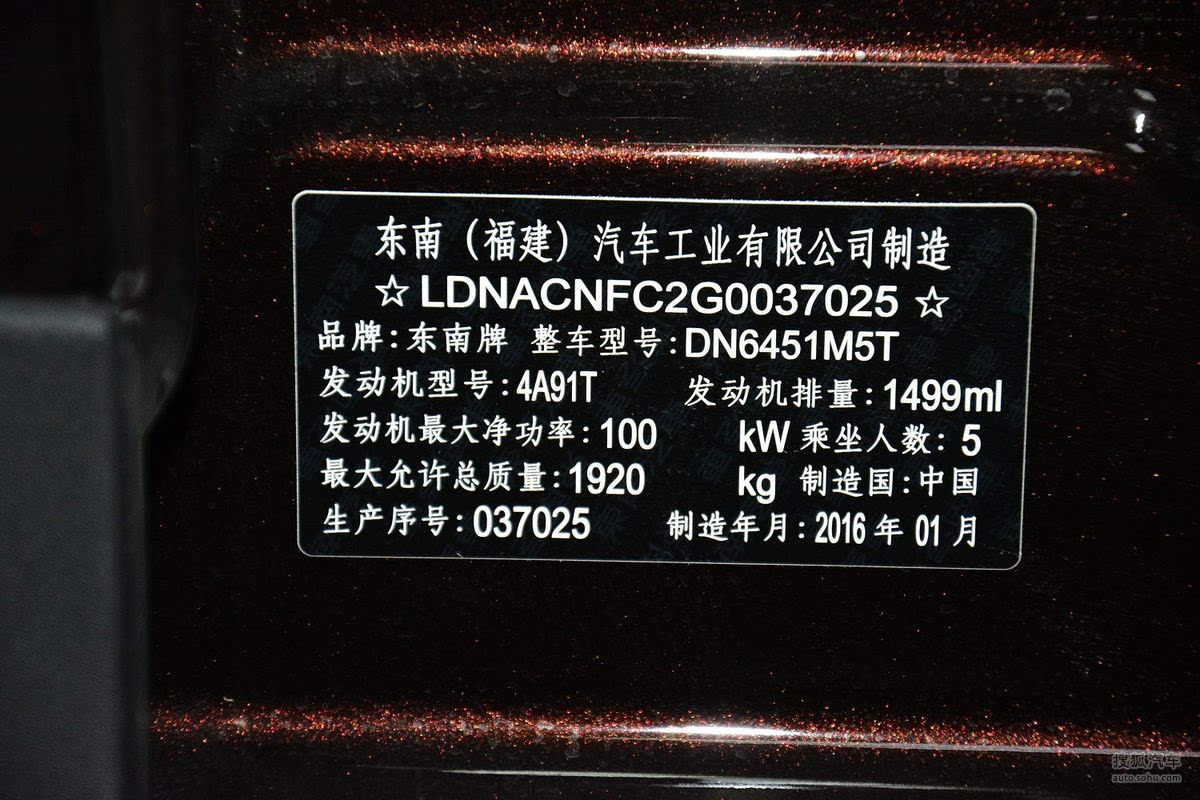 东南（福建）汽车工业有限公司制造
☆LDNACNFC2G0037025☆
品牌:东南牌 整车型号:DN6451M5T
发动机型号:4A91T 发动机排量:1499ml
发动机最大净功率:100 kW 乘坐人数:5
最大允许总质量:1920 kg 制造国:中国
生产序号:037025 制造年月:2016年01月
搜狐汽车
auto.sohu.com